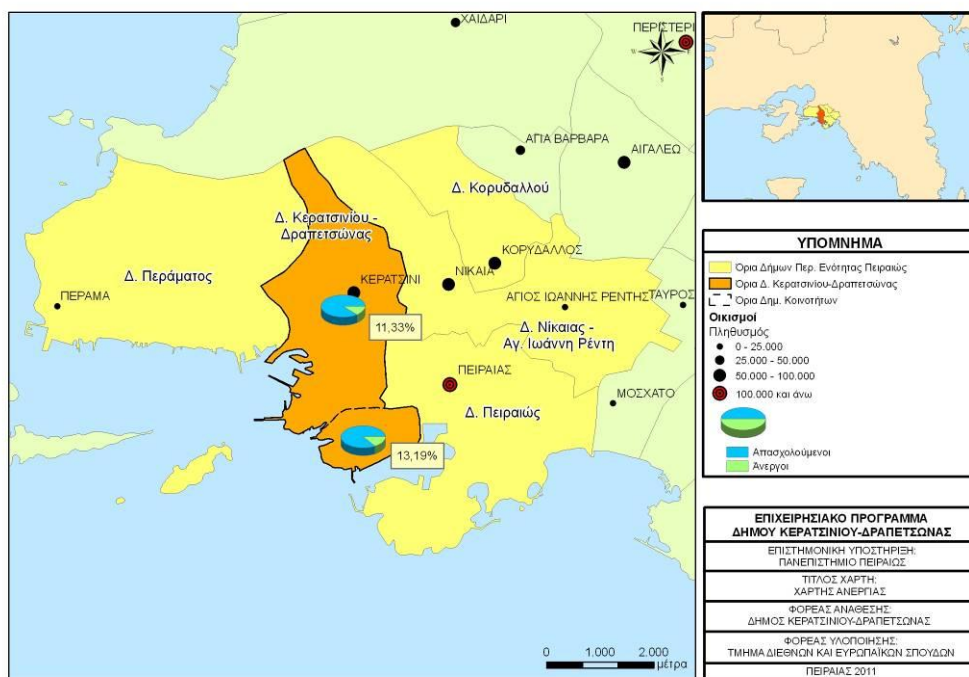 ΧΑΪΔΑΡΙ
ΠΕΡΙΣΤΕΡΙ
ΑΓΙΑ ΒΑΡΒΑΡΑ
ΑΙΓΑΛΕΩ
Δ. Κορυδαλλού
Δ. Κερατσινίου -
Δραπετσώνας
ΚΟΡΥΔΑΛΛΟΣ
Δ. Περάματος
ΚΕΡΑΤΣΙΝΙ
ΝΙΚΑΙΑ
ΠΕΡΑΜΑ
ΑΓΙΟΣ ΙΩΑΝΝΗΣ ΡΕΝΤΗΣ
ΤΑΥΡΟΣ
11,33%
Δ. Νίκαιας -
Αγ. Ιωάννη Ρέντη
ΠΕΙΡΑΙΑΣ
ΜΟΣΧΑΤΟ
Δ. Πειραιώς
13,19%
0 1.000 2.000
μέτρα
ΥΠΟΜΝΗΜΑ
Όρια Δήμων Περ. Ενότητας Πειραιώς
Όρια Δ. Κερατσινίου-Δραπετσώνας
Όρια Δημ. Κοινοτήτων
Οικισμοί
Πληθυσμός
0 - 25.000
25.000 - 50.000
50.000 - 100.000
100.000 και άνω
Απασχολούμενοι
Άνεργοι
ΕΠΙΧΕΙΡΗΣΙΑΚΟ ΠΡΟΓΡΑΜΜΑ
ΔΗΜΟΥ ΚΕΡΑΤΣΙΝΙΟΥ-ΔΡΑΠΕΤΣΩΝΑΣ
ΕΠΙΣΤΗΜΟΝΙΚΗ ΥΠΟΣΤΗΡΙΞΗ:
ΠΑΝΕΠΙΣΤΗΜΙΟ ΠΕΙΡΑΙΩΣ
ΤΙΤΛΟΣ ΧΑΡΤΗ:
ΧΑΡΤΗΣ ΑΝΕΡΓΙΑΣ
ΦΟΡΕΑΣ ΑΝΑΘΕΣΗΣ:
ΔΗΜΟΣ ΚΕΡΑΤΣΙΝΙΟΥ-ΔΡΑΠΕΤΣΩΝΑΣ
ΦΟΡΕΑΣ ΥΛΟΠΟΙΗΣΗΣ:
ΤΜΗΜΑ ΔΙΕΘΝΩΝ ΚΑΙ ΕΥΡΩΠΑΪΚΩΝ ΣΠΟΥΔΩΝ
ΠΕΙΡΑΙΑΣ 2011